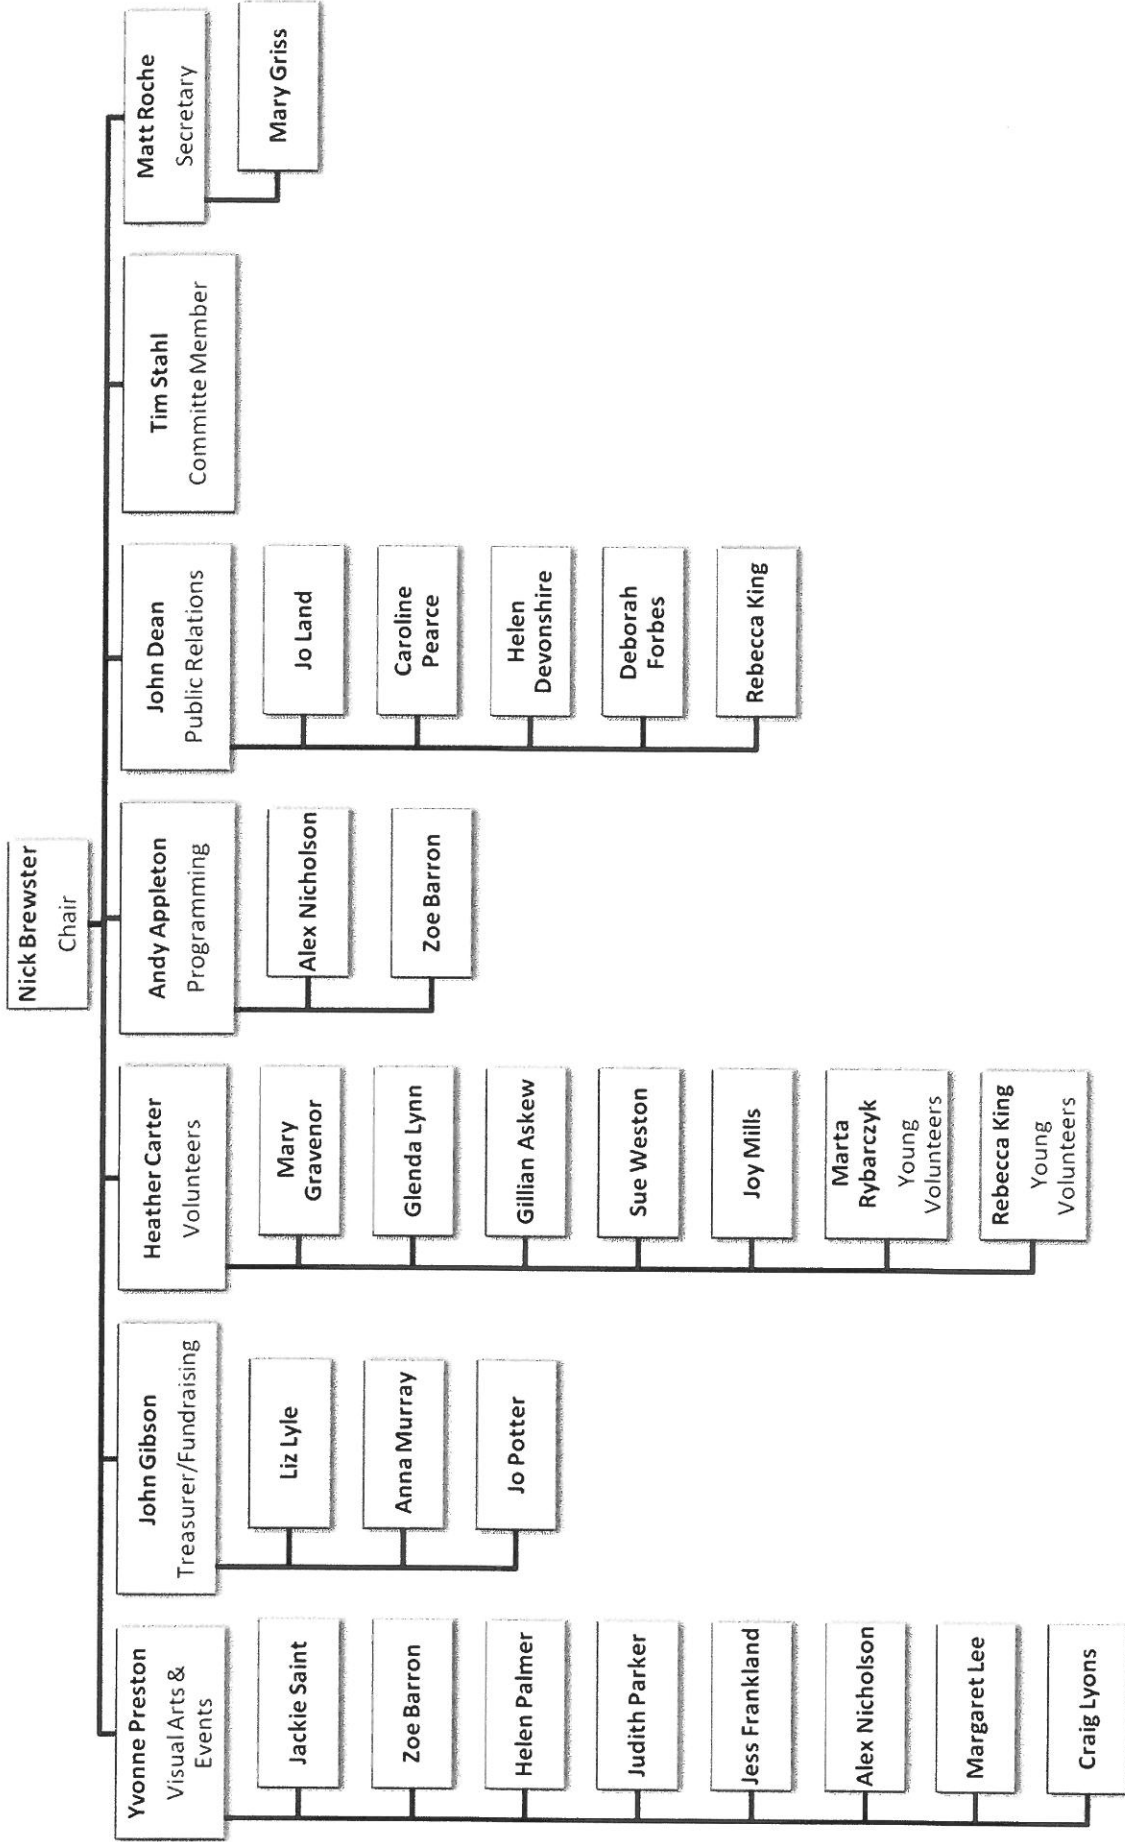 Nick Brewster
Chair
Yvonne Preston
Visual Arts &
Events
Jackie Saint
Zoe Barron
Helen Palmer
Judith Parker
Jess Frankland
Alex Nicholson
Margaret Lee
Craig Lyons
John Gibson
Treasurer/Fundraising
Liz Lyle
Anna Murray
Jo Potter
Heather Carter
Volunteers
Mary
Gravenor
Glenda Lynn
Gillian Askew
Sue Weston
Joy Mills
Marta
Rybarczyk
Young
Volunteers
Rebecca King
Young
Volunteers
Andy Appleton
Programming
Alex Nicholson
Zoe Barron
John Dean
Public Relations
Jo Land
Caroline
Pearce
Helen
Devonshire
Deborah
Forbes
Rebecca King
Tim Stahl
Committe Member
Matt Roche
Secretary
Mary Griss